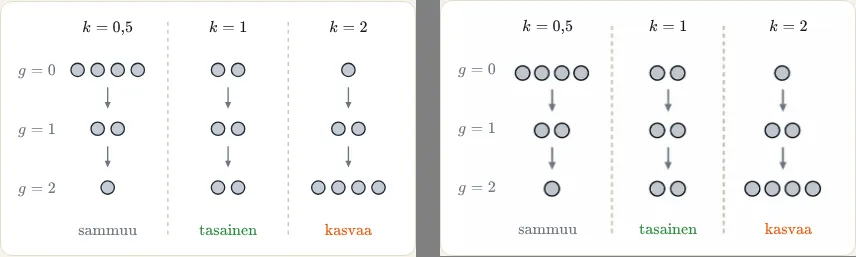 k = 0,5 k = 1 k = 2
g = 0
g = 1
g = 2
sammuu tasainen kasvaa
k = 0,5 k = 1 k = 2
g = 0
g = 1
g = 2
sammuu tasainen kasvaa